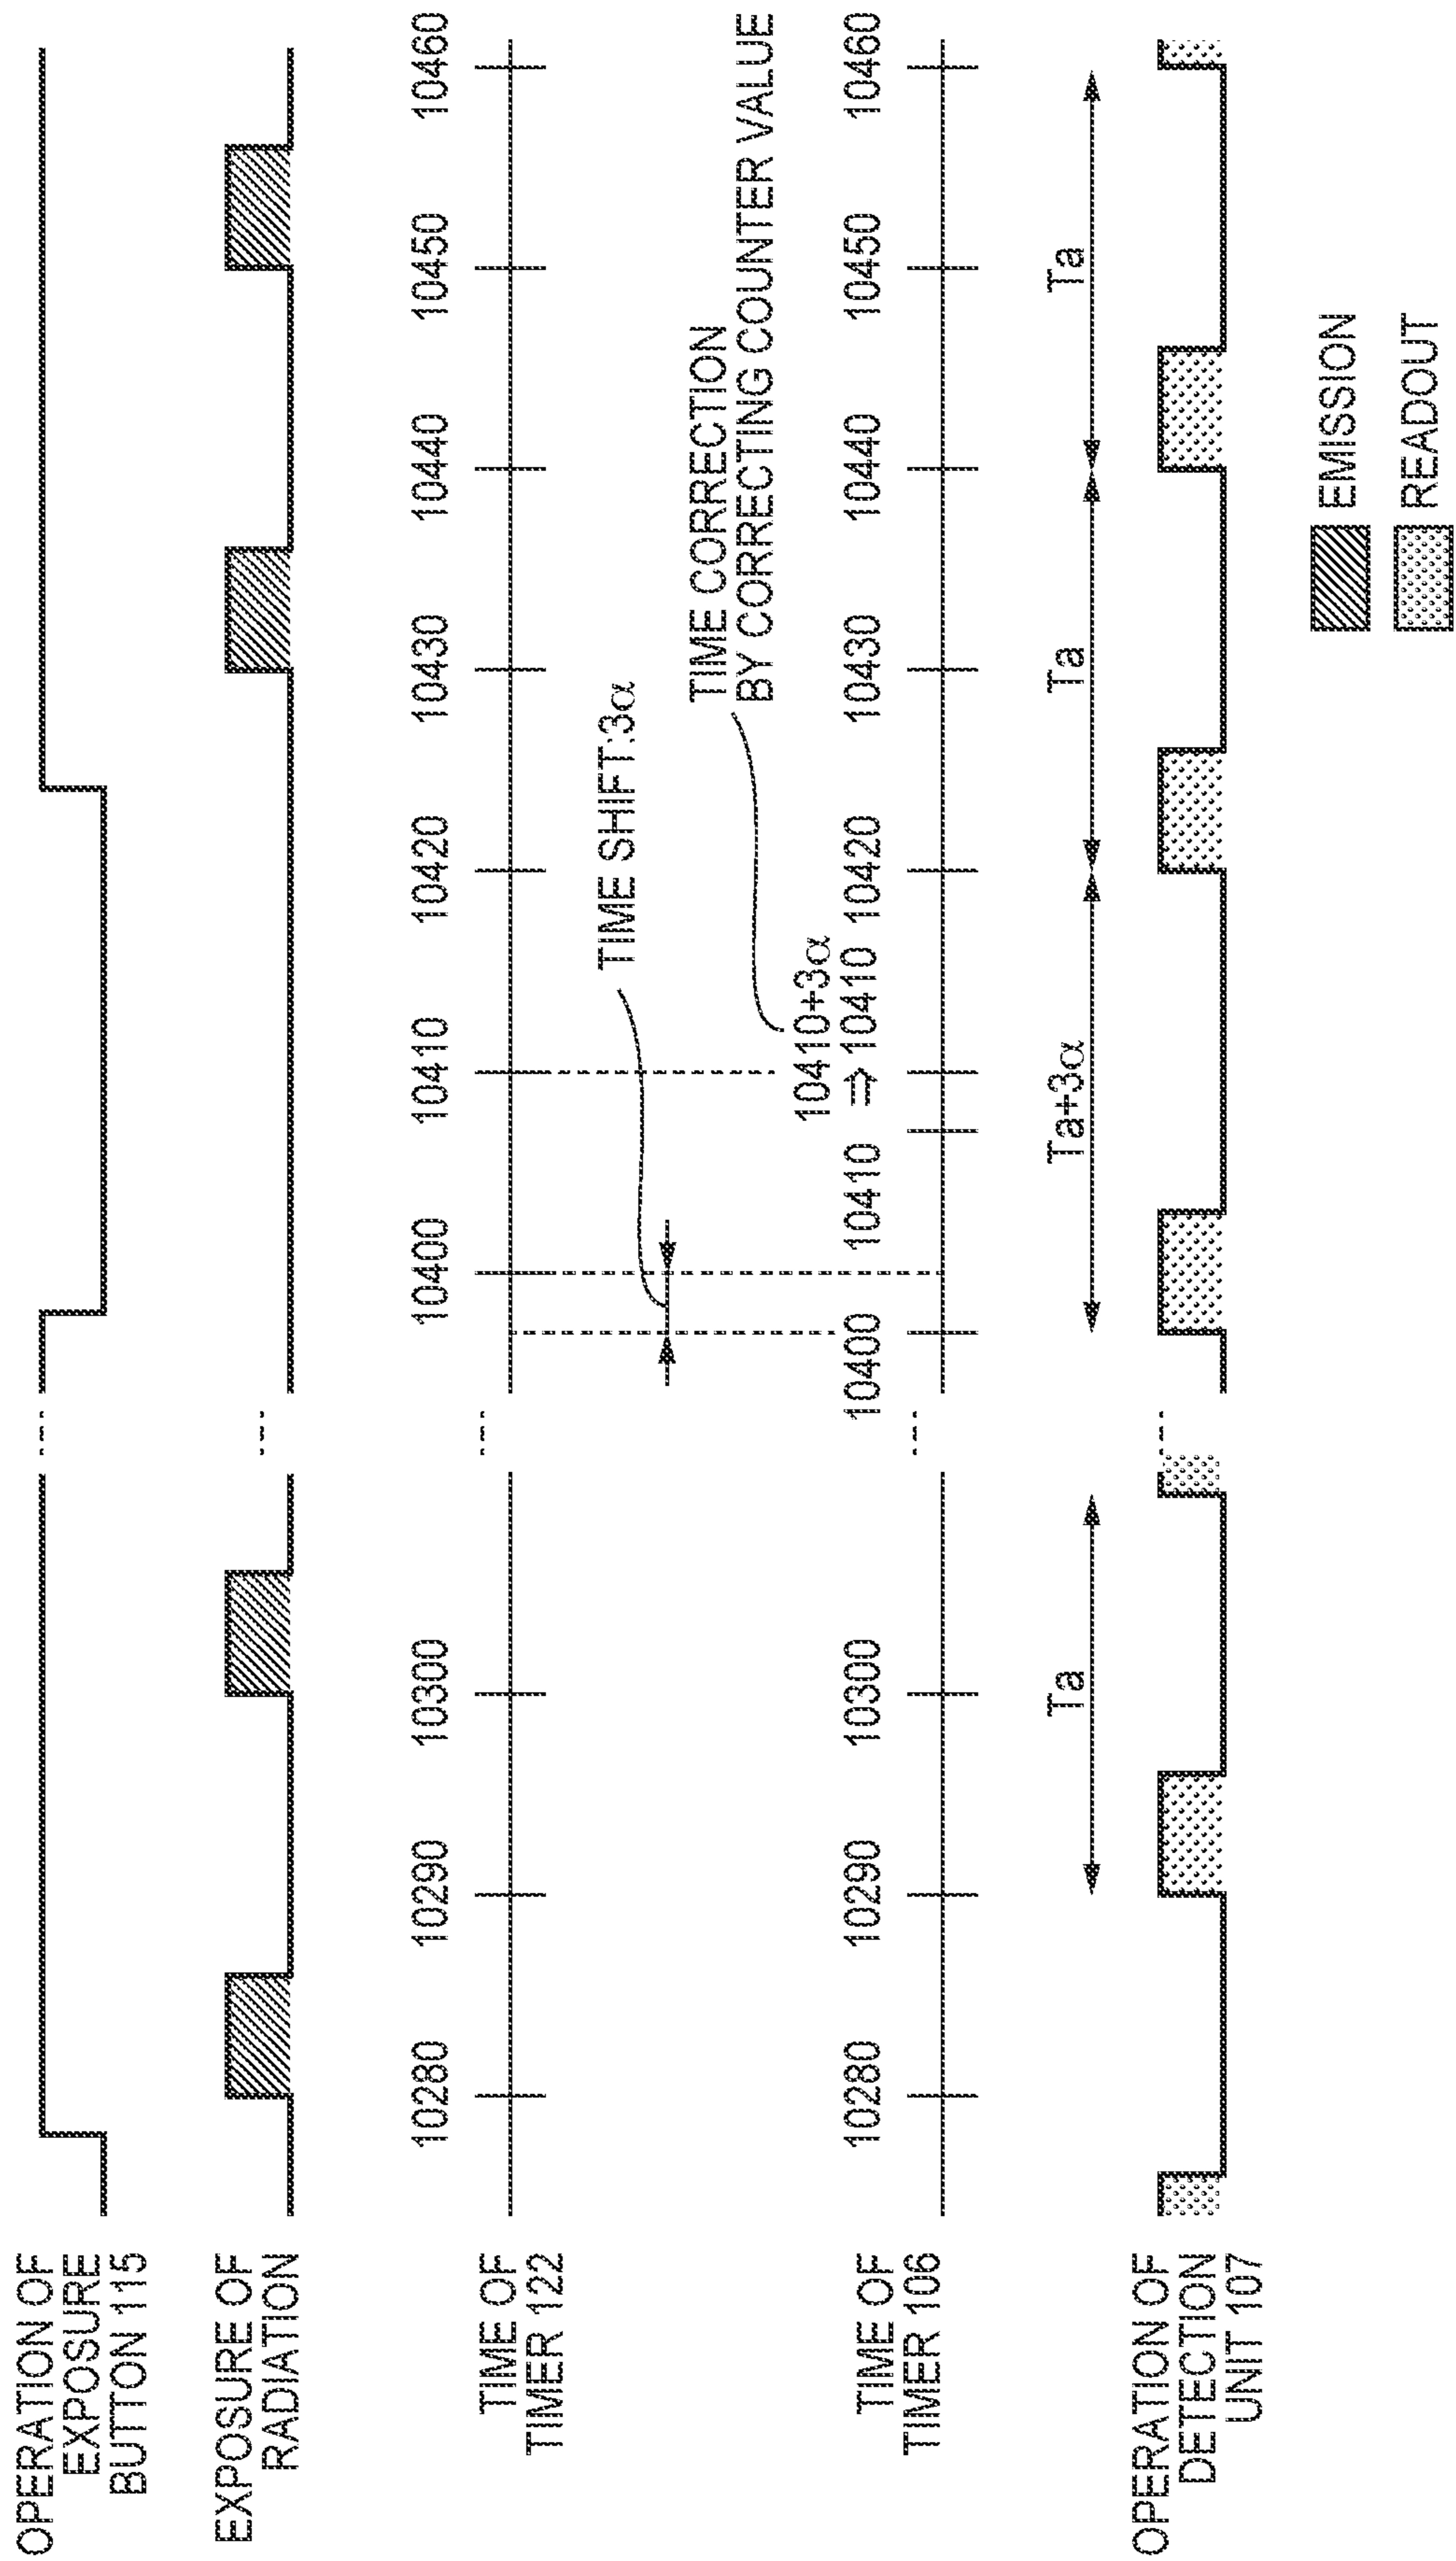 OPERATION OF
EXPOSURE
BUTTON 115
EXPOSURE OF
RADIATION
10280
10290
10300
10400
10410
10420
10430
10440
10450
10460
TIME OF
TIMER 122
TIME SHIFT:3α
TIME CORRECTION
BY CORRECTING COUNTER VALUE
10410+3α
10280
10290
10300
10400
10410
⇒ 10410
10420
10430
10440
10450
10460
TIME OF
TIMER 106
Ta
Ta+3α
Ta
Ta
OPERATION OF
DETECTION
UNIT 107
EMISSION
READOUT